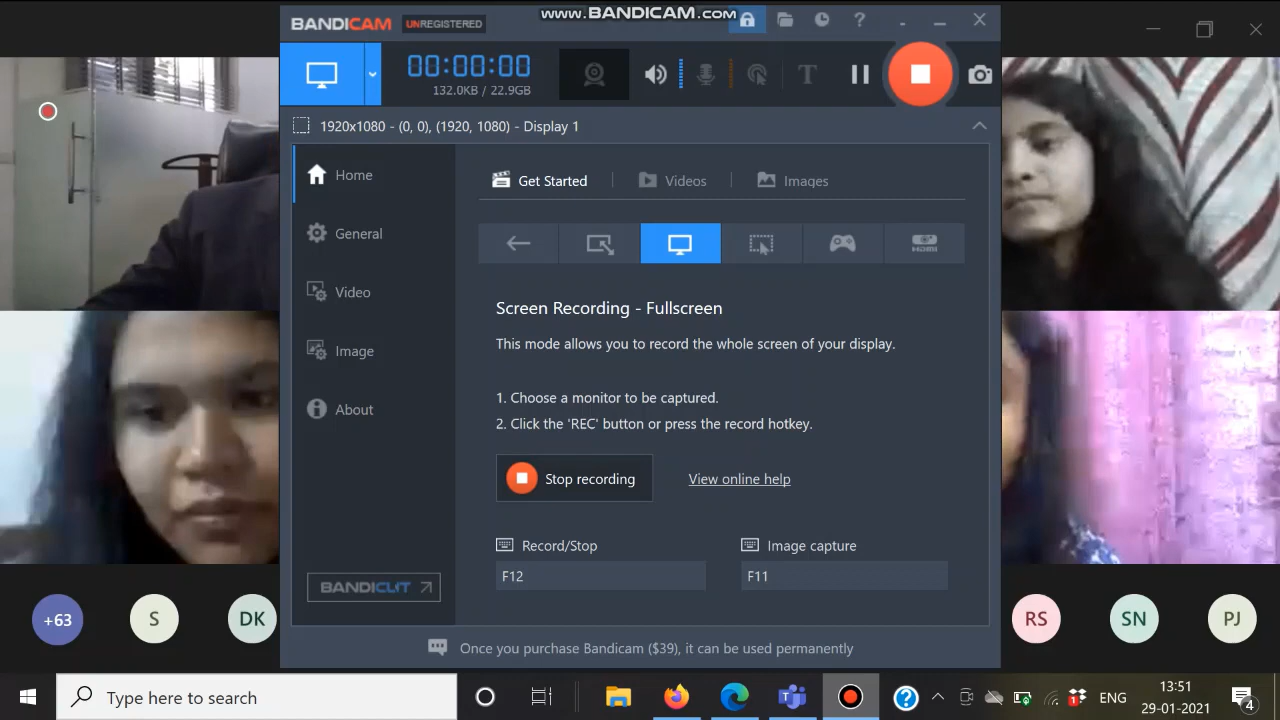 www.BANDICAM.com
BANDICAM UNREGISTERED
00:00:00
132.0KB / 22.9GB
T
1920x1080 - (0, 0), (1920, 1080) - Display 1
Home
General
Video
Image
About
BANDICUT
Get Started
Videos
Images
HDMI
Screen Recording - Fullscreen
This mode allows you to record the whole screen of your display.
1. Choose a monitor to be captured.
2. Click the 'REC' button or press the record hotkey.
Stop recording
View online help
Record/Stop
Image capture
F12
F11
Once you purchase Bandicam ($39), it can be used permanently
+63
S
DK
RS
SN
PJ
Type here to search
1
ENG
13:51
29-01-2021
4